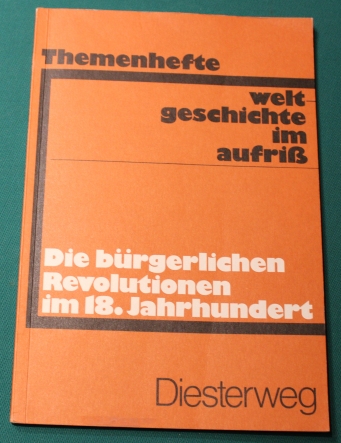 Themenhefte
welt
geschichte
im
aufriß
Die bürgerlichen
Revolutionen
im 18. Jahrhundert
Diesterweg